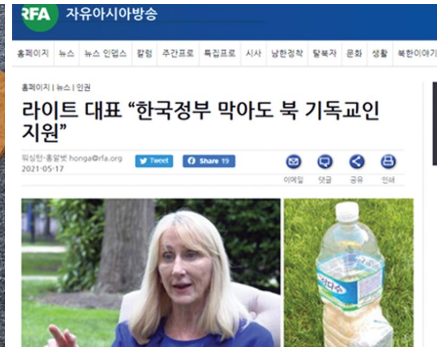 RFA 자유아시아방송
홈페이지 뉴스 뉴스 인뎁스 칼럼 주간프로 특집프로 시사 남한정착 탈북자 문화 생활 북한이야기
홈페이지 | 뉴스 | 인권
라이트 대표 “한국정부 막아도 북 기독교인
지원”
워싱턴-홍알벗 honga@rfa.org
2021-05-17
Tweet
Share 19
이메일 댓글 공유 인쇄
삼다수